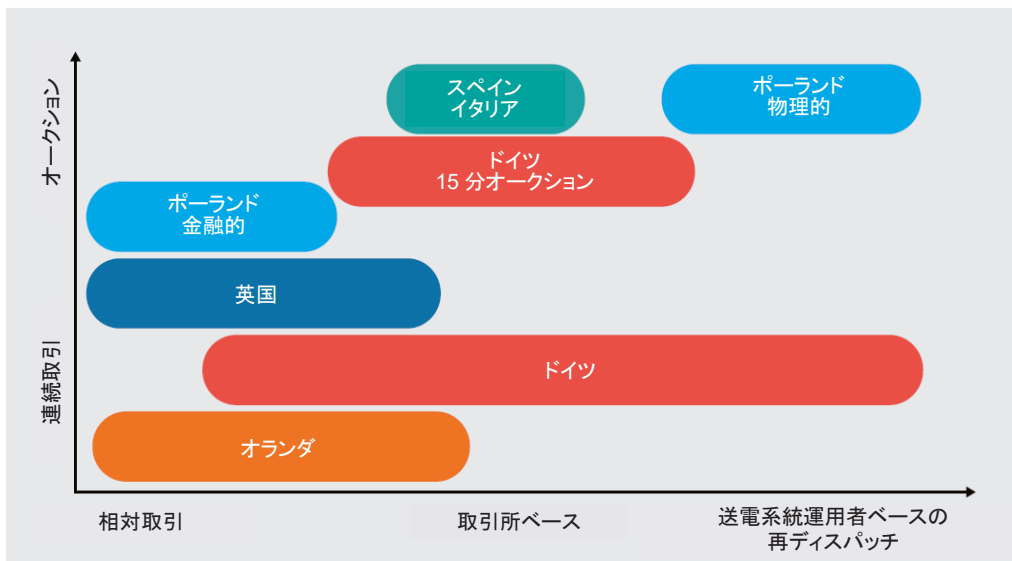 オークション
スペイン
イタリア
ポーランド
物理的
ドイツ
15 分オークション
ポーランド
金融的
英国
連続取引
ドイツ
オランダ
相対取引
取引所ベース
送電系統運用者ベースの
再ディスパッチ